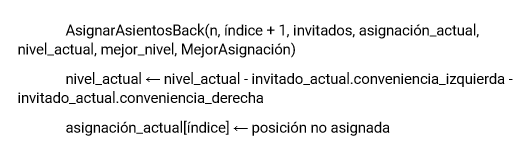 AsignarAsientosBack(n, índice + 1, invitados, asignación_actual,
nivel_actual, mejor_nivel, MejorAsignación)
nivel_actual ← nivel_actual - invitado_actual.conveniencia_izquierda -
invitado_actual.conveniencia_derecha
asignación_actual[índice] ← posición no asignada